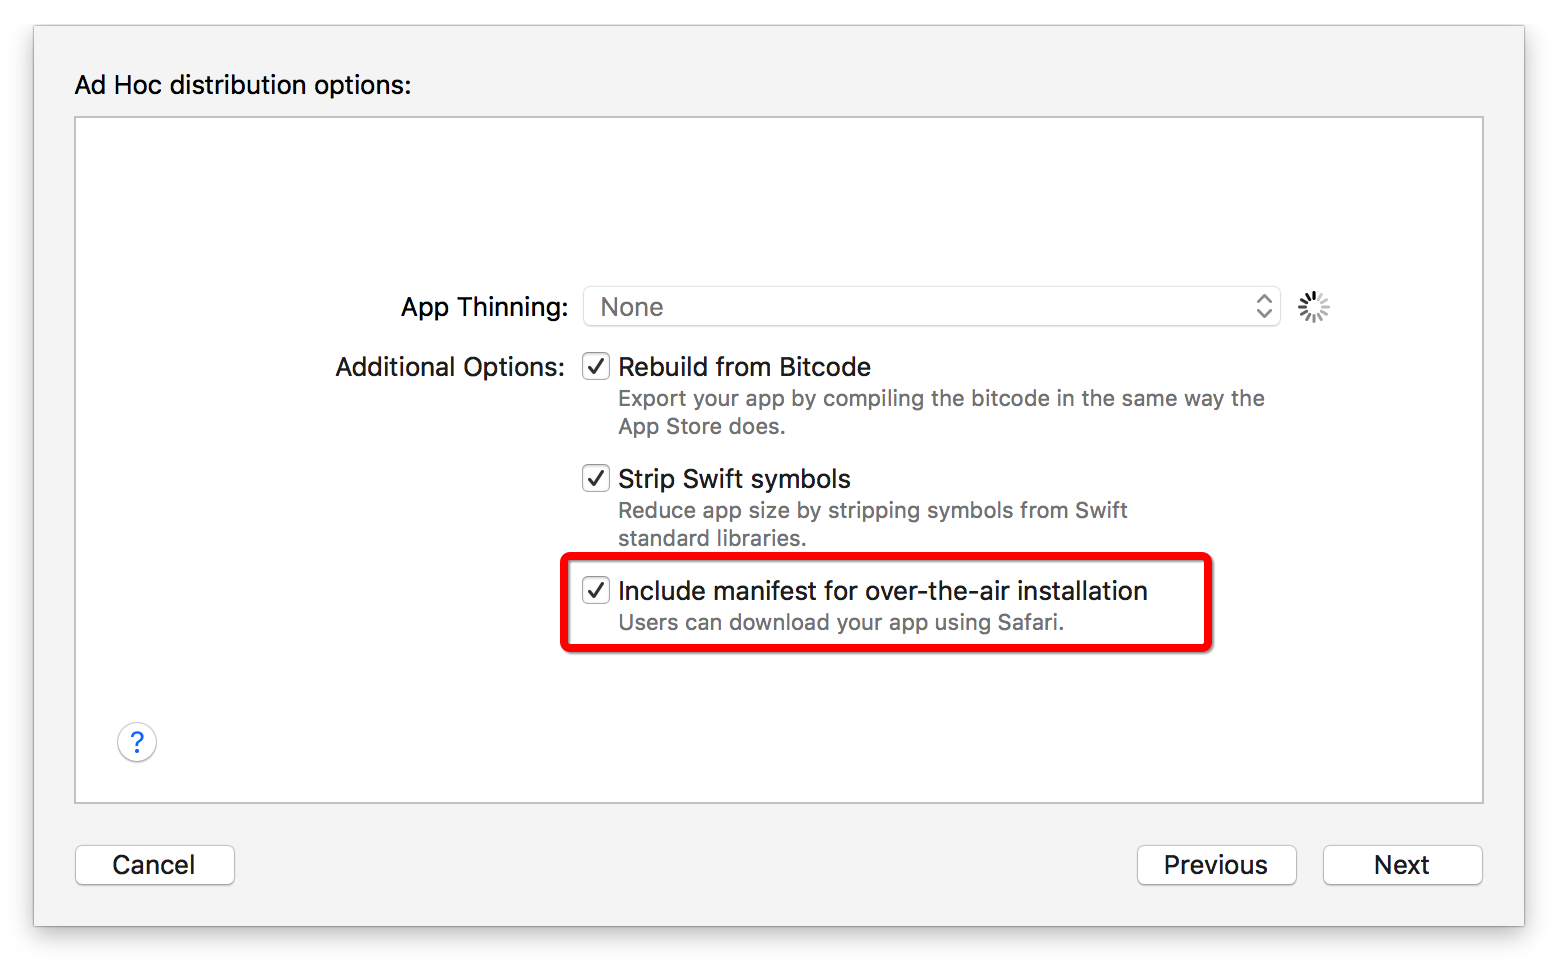 Ad Hoc distribution options:
App Thinning: None
Additional Options: Rebuild from Bitcode
Export your app by compiling the bitcode in the same way the
App Store does.
Strip Swift symbols
Reduce app size by stripping symbols from Swift
standard libraries.
Include manifest for over-the-air installation
Users can download your app using Safari.
?
Cancel Previous Next